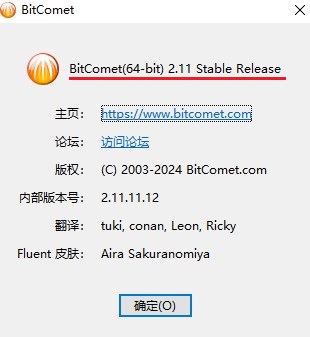 BitComet
BitComet(64-bit) 2.11 Stable Release
主页: https://www.bitcomet.com
论坛: 访问论坛
版权: (C) 2003-2024 BitComet.com
内部版本号: 2.11.11.12
翻译: tuki, conan, Leon, Ricky
Fluent 皮肤: Aira Sakuranomiya
确定(O)